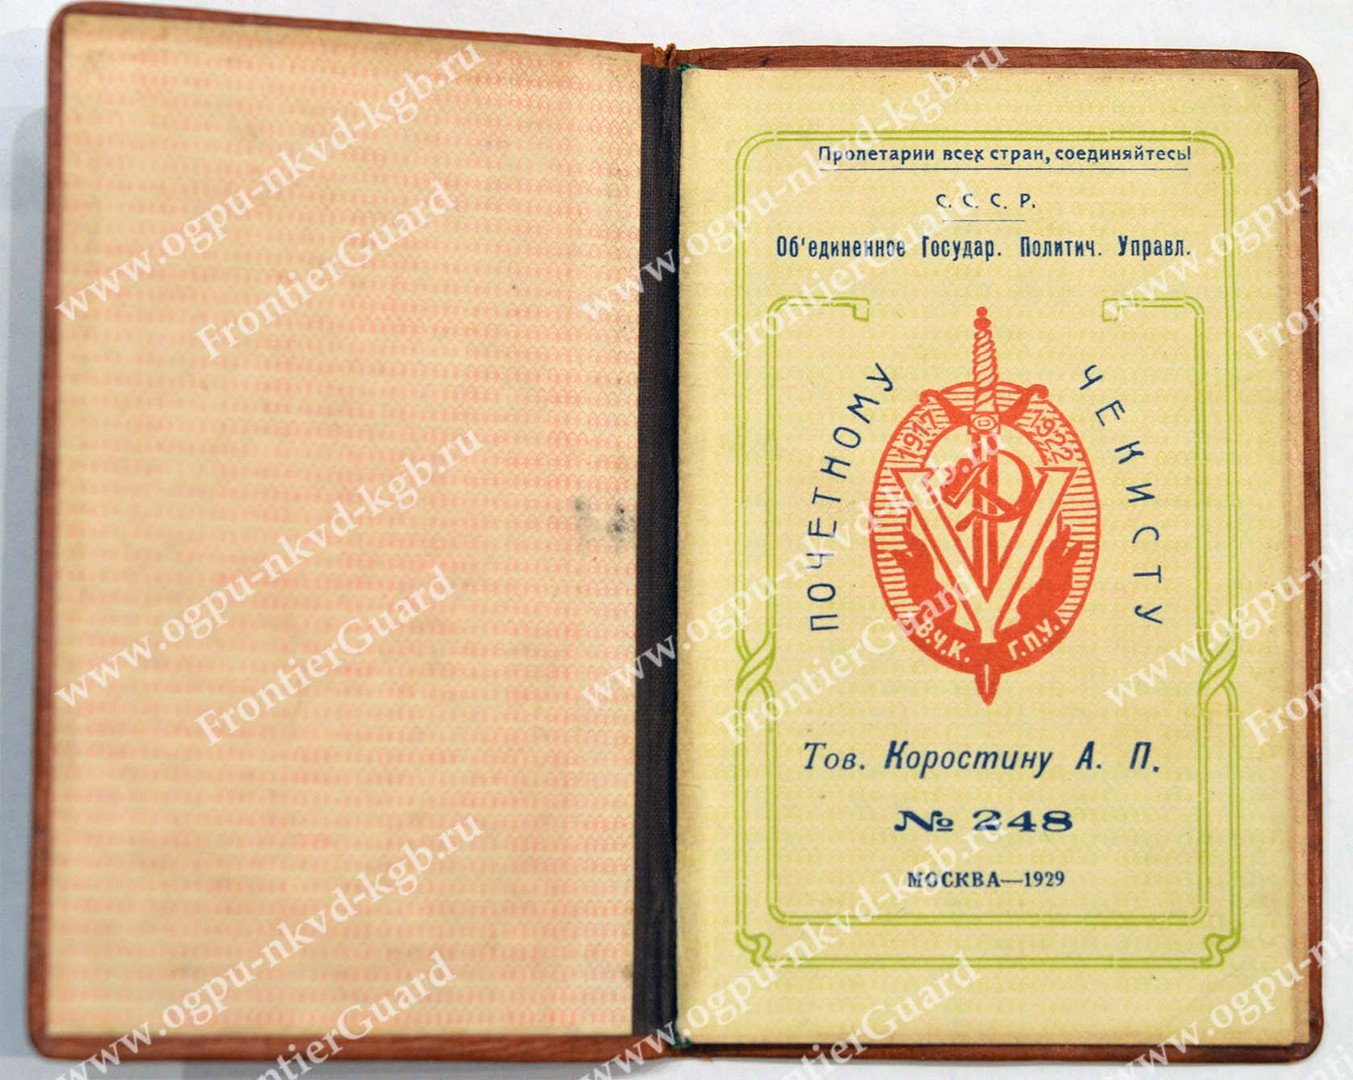 Пролетарии всех стран, соединяйтесь!
С. С. С. Р.
Об'единенное Государ. Политич. Управл.
ПОЧЕТНОМУ ЧЕКИСТУ
1917 1922
В.Ч.К. Г.П.У.
Тов. Коростину А. П.
№ 248
МОСКВА—1929
www.ogpu-nkvd-kgb.ru
FrontierGuard